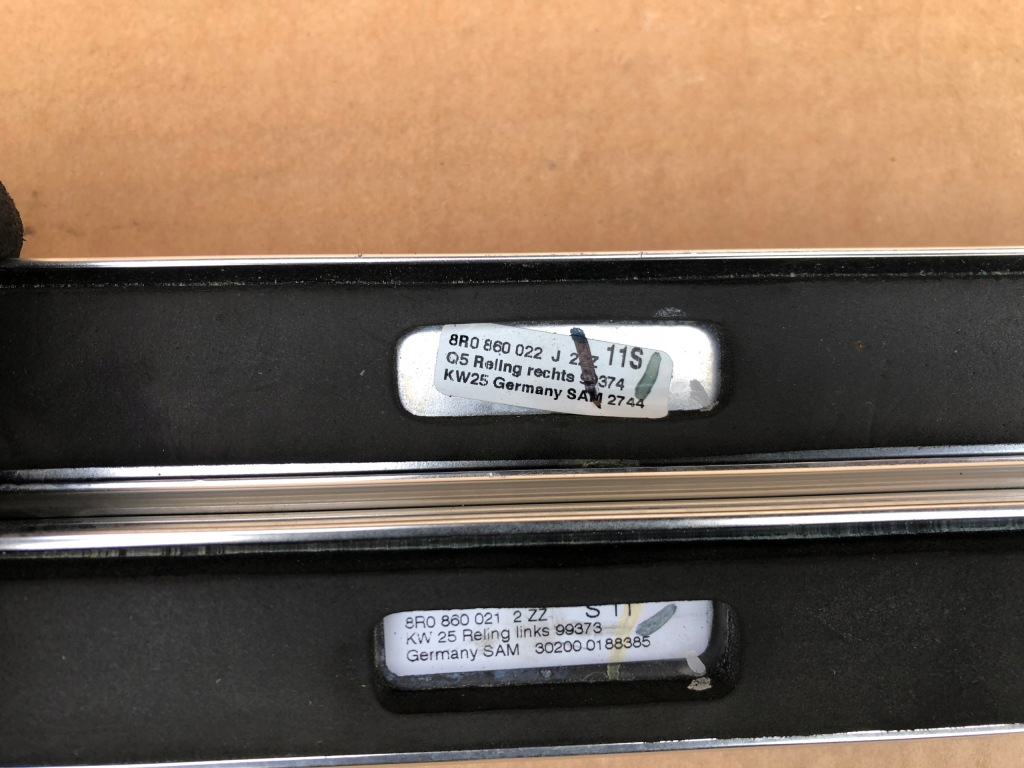 8R0 860 022 J 11S
Q5 Reling rechts
KW25 Germany SAM 2744
8R0 860 021 2 ZZ S 11
KW 25 Reling links 99373
Germany SAM 30200 0188385